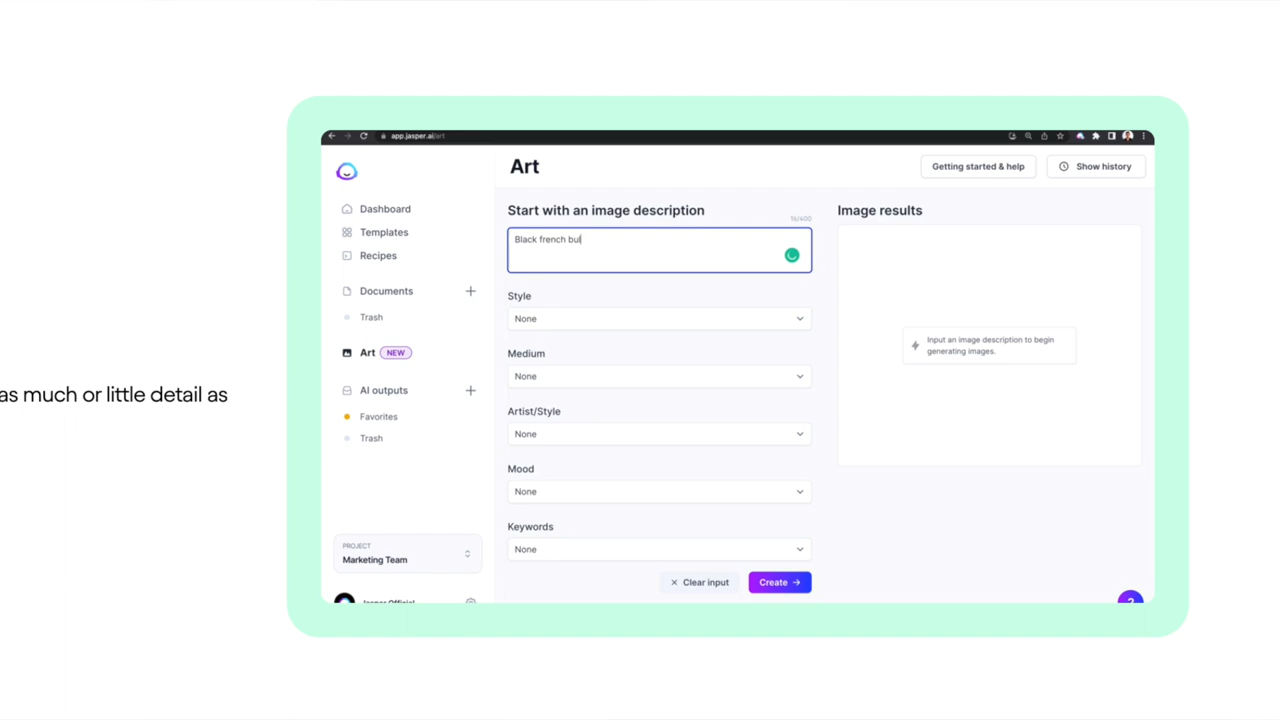 as much or little detail as
app.jasper.ai/art
Art
Getting started & help
Show history
Dashboard
Templates
Recipes
Documents
Trash
Art NEW
AI outputs
Favorites
Trash
PROJECT
Marketing Team
Jasper Official
Start with an image description
16/400
Black french bul
Style
None
Medium
None
Artist/Style
None
Mood
None
Keywords
None
Clear input
Create
Image results
Input an image description to begin
generating images.
?